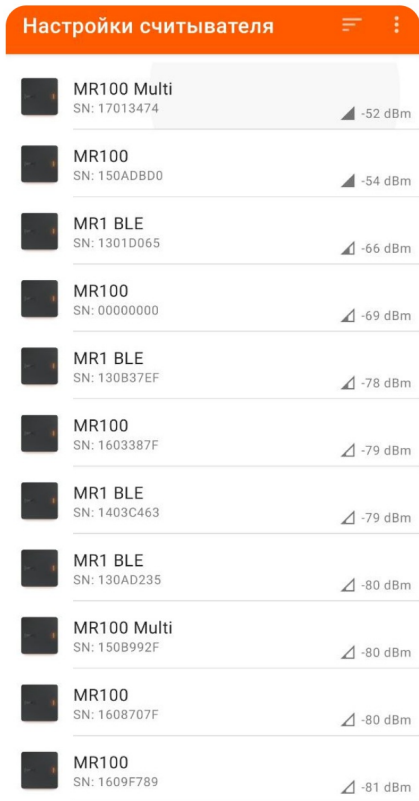 Настройки считывателя
MR100 Multi
SN: 17013474
-52 dBm
MR100
SN: 150ADBD0
-54 dBm
MR1 BLE
SN: 1301D065
-66 dBm
MR100
SN: 00000000
-69 dBm
MR1 BLE
SN: 130B37EF
-78 dBm
MR100
SN: 1603387F
-79 dBm
MR1 BLE
SN: 1403C463
-79 dBm
MR1 BLE
SN: 130AD235
-80 dBm
MR100 Multi
SN: 150B992F
-80 dBm
MR100
SN: 1608707F
-80 dBm
MR100
SN: 1609F789
-81 dBm